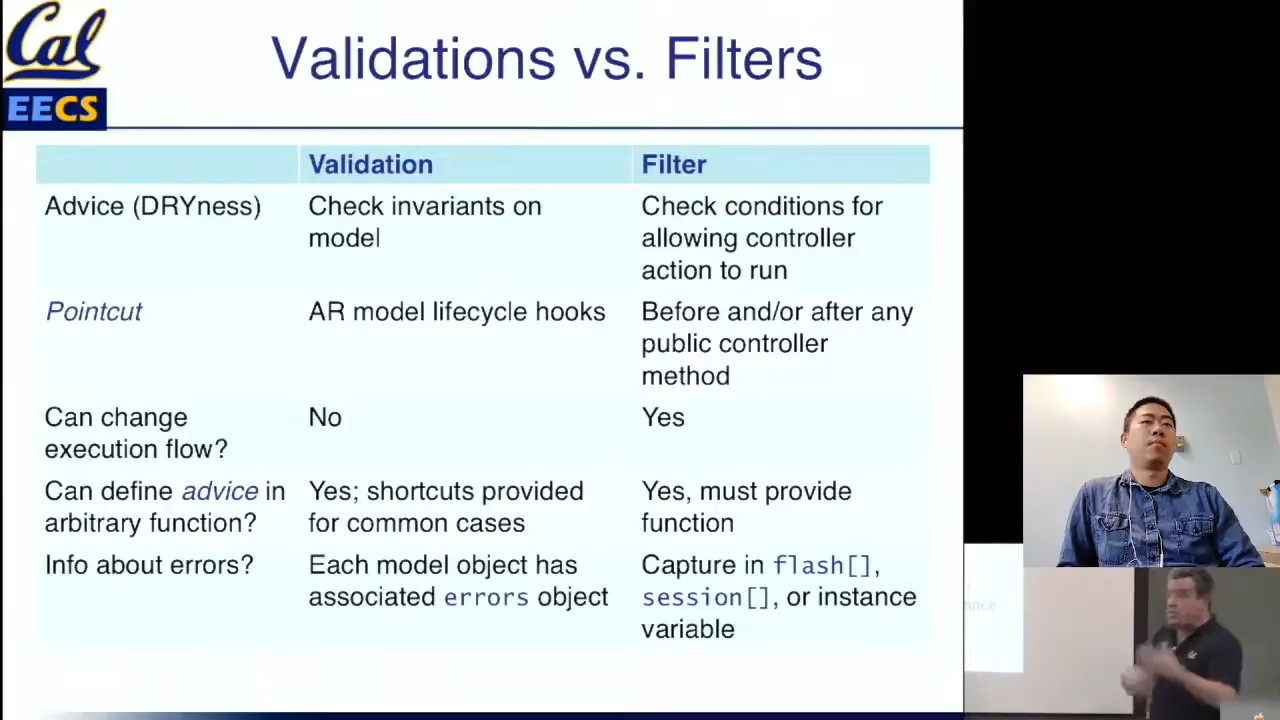 Cal
EECS
Validations vs. Filters
Validation
Filter
Advice (DRYness)
Check invariants on
model
Check conditions for
allowing controller
action to run
Pointcut
AR model lifecycle hooks
Before and/or after any
public controller
method
Can change
execution flow?
No
Yes
Can define advice in
arbitrary function?
Yes; shortcuts provided
for common cases
Yes, must provide
function
Info about errors?
Each model object has
associated errors object
Capture in flash[],
session[], or instance
variable